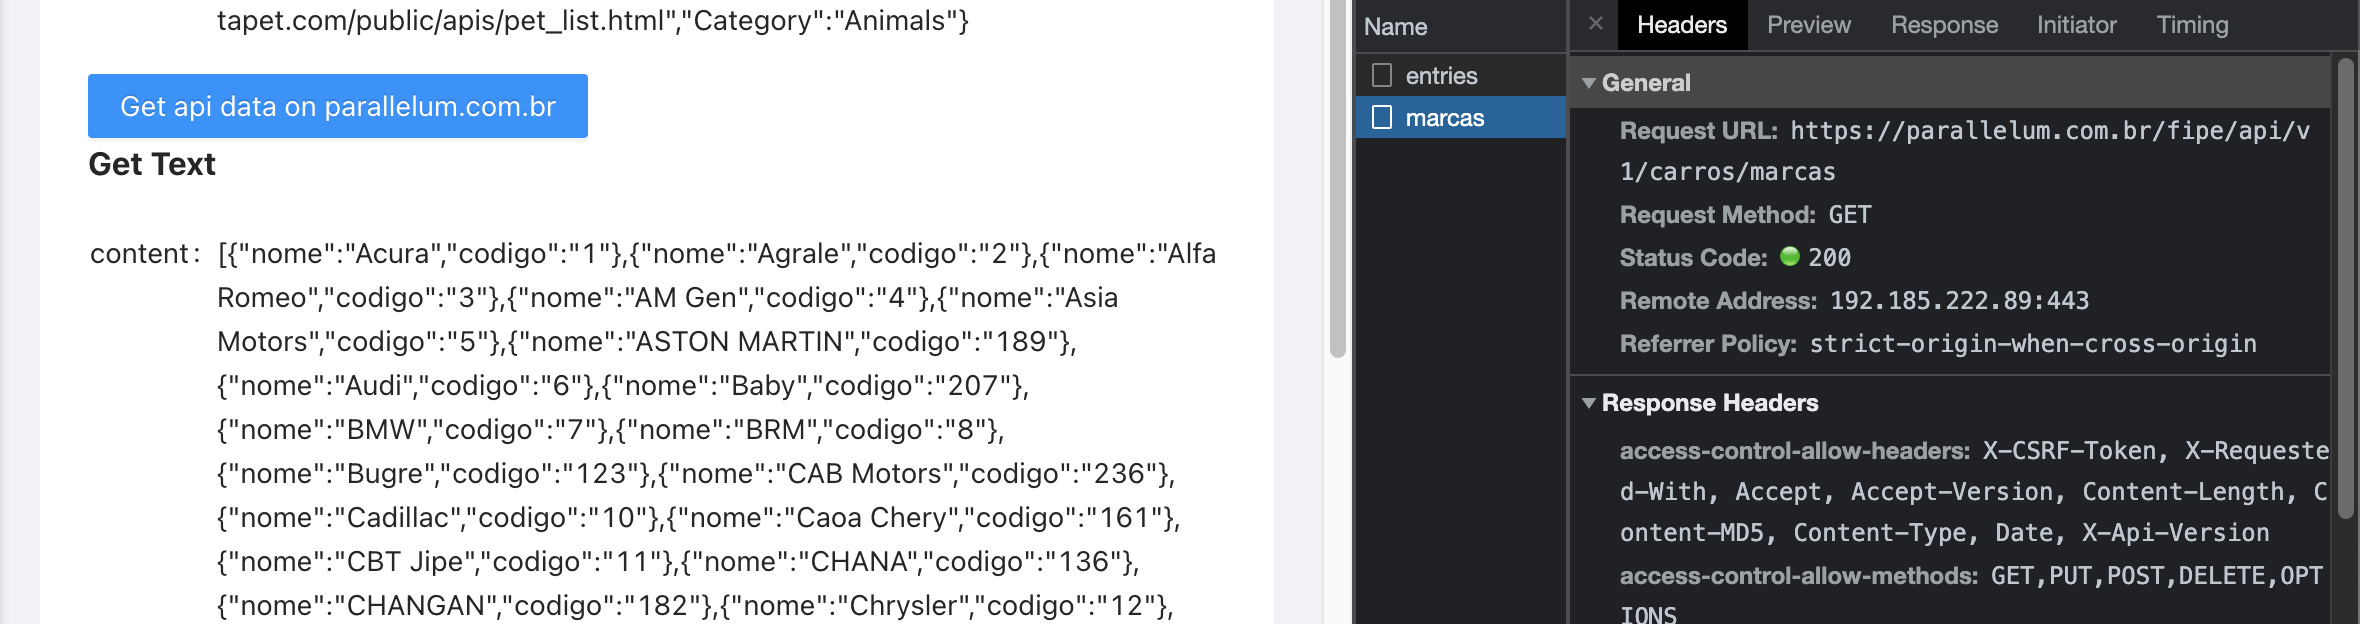 tapet.com/public/apis/pet_list.html","Category":"Animals"}
Get api data on parallelum.com.br
Get Text
content: [{"nome":"Acura","codigo":"1"},{"nome":"Agrale","codigo":"2"},{"nome":"Alfa
Romeo","codigo":"3"},{"nome":"AM Gen","codigo":"4"},{"nome":"Asia
Motors","codigo":"5"},{"nome":"ASTON MARTIN","codigo":"189"},
{"nome":"Audi","codigo":"6"},{"nome":"Baby","codigo":"207"},
{"nome":"BMW","codigo":"7"},{"nome":"BRM","codigo":"8"},
{"nome":"Bugre","codigo":"123"},{"nome":"CAB Motors","codigo":"236"},
{"nome":"Cadillac","codigo":"10"},{"nome":"Caoa Chery","codigo":"161"},
{"nome":"CBT Jipe","codigo":"11"},{"nome":"CHANA","codigo":"136"},
{"nome":"CHANGAN","codigo":"182"},{"nome":"Chrysler","codigo":"12"},
Name
entries
marcas
× Headers Preview Response Initiator Timing
General
Request URL: https://parallelum.com.br/fipe/api/v
1/carros/marcas
Request Method: GET
Status Code: 200
Remote Address: 192.185.222.89:443
Referrer Policy: strict-origin-when-cross-origin
Response Headers
access-control-allow-headers: X-CSRF-Token, X-Requeste
d-With, Accept, Accept-Version, Content-Length, C
ontent-MD5, Content-Type, Date, X-Api-Version
access-control-allow-methods: GET,PUT,POST,DELETE,OPT
IONS